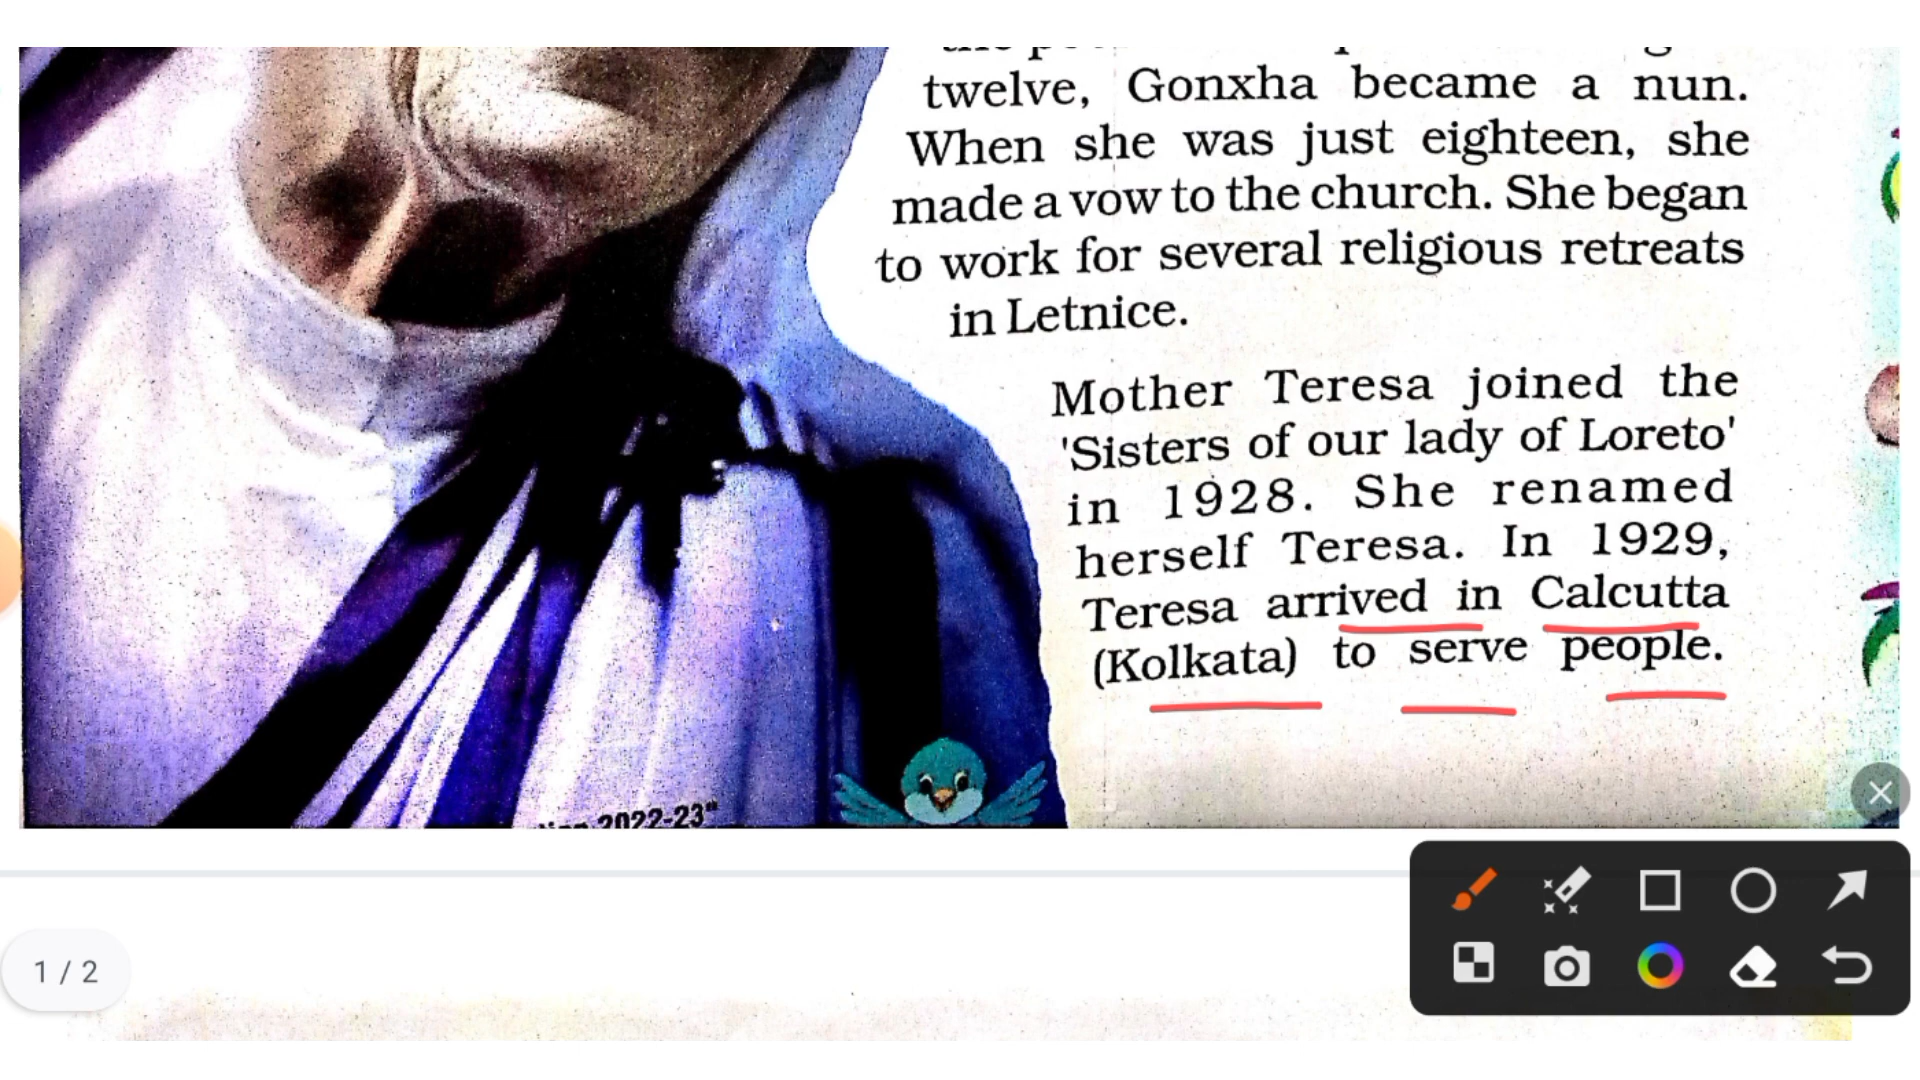 twelve, Gonxha became a nun.
When she was just eighteen, she
made a vow to the church. She began
to work for several religious retreats
in Letnice.
Mother Teresa joined the
'Sisters of our lady of Loreto'
in 1928. She renamed
herself Teresa. In 1929,
Teresa arrived in Calcutta
(Kolkata) to serve people.
2022-23"
1 / 2